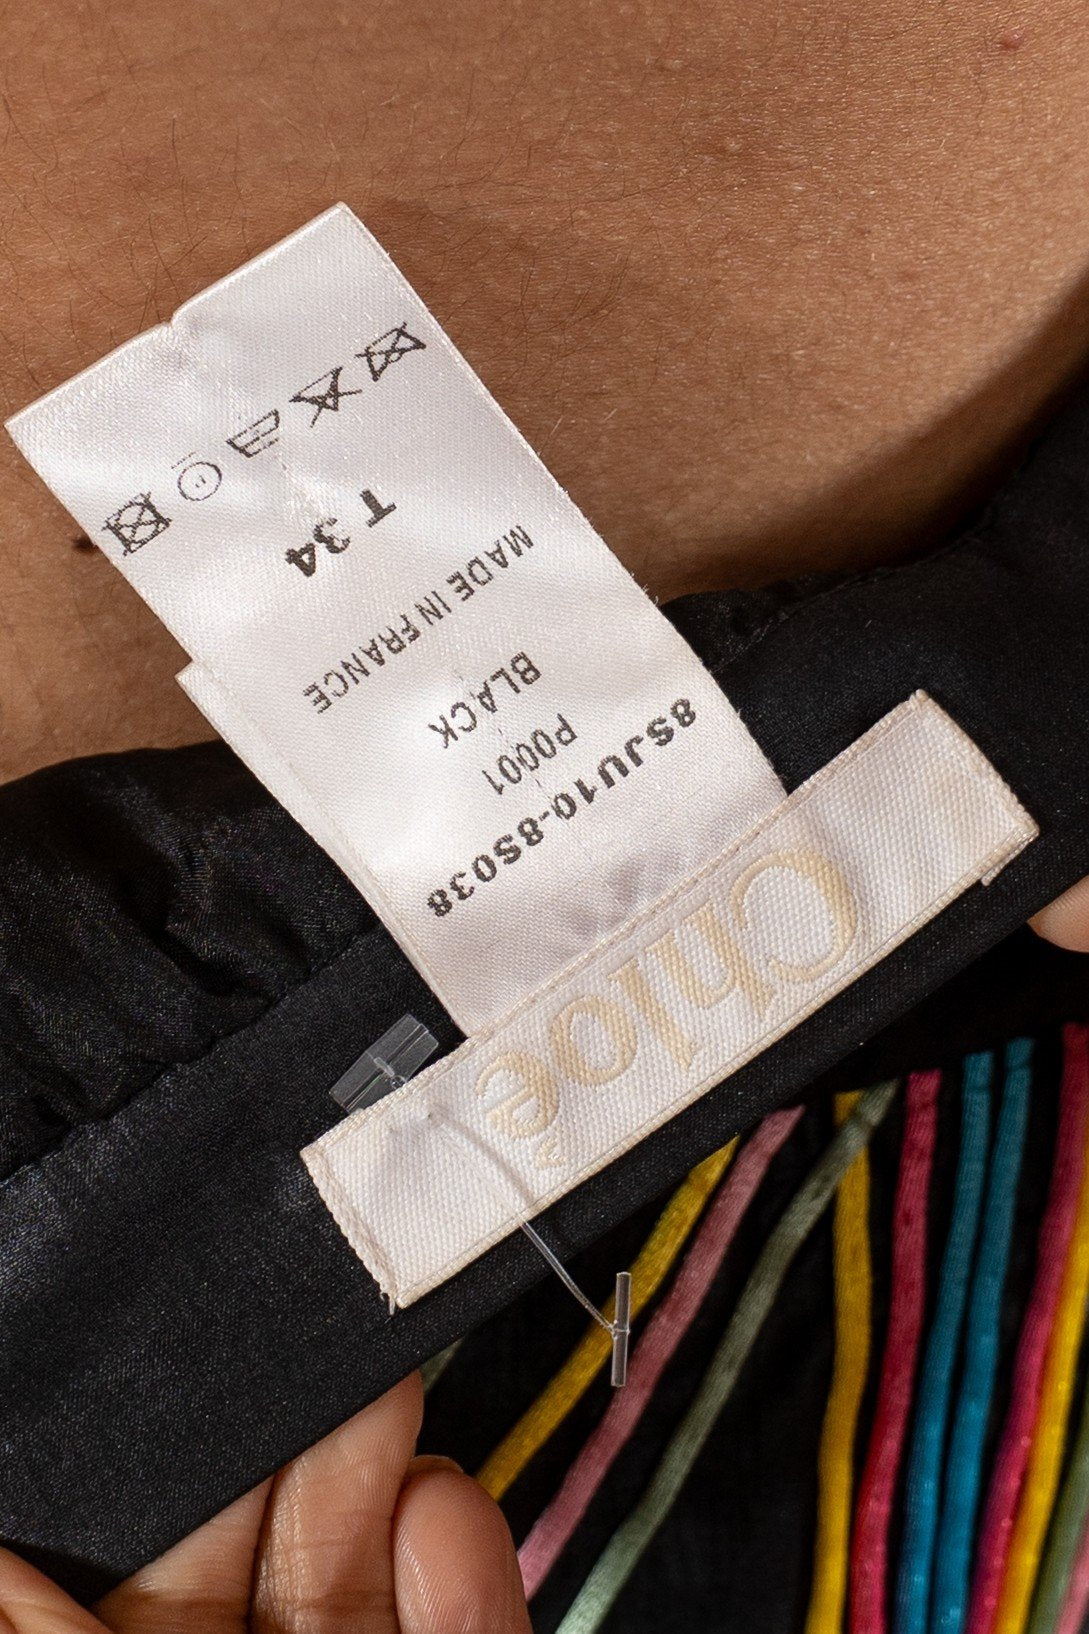 Chloé
8SJU10-8S038
P0001
BLACK
MADE IN FRANCE
T 34